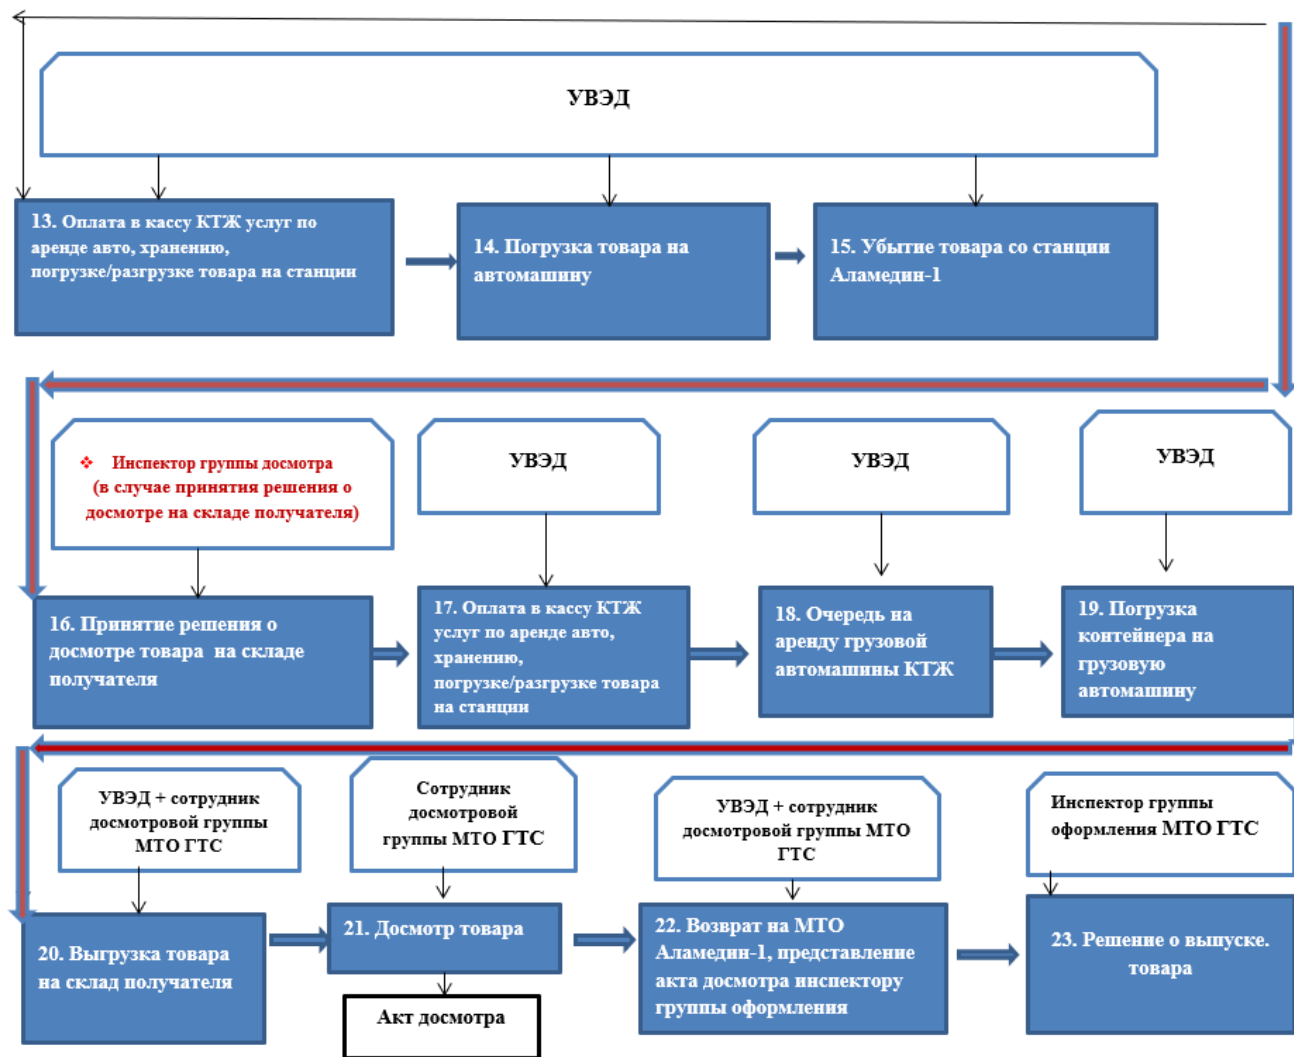 УВЭД
13. Оплата в кассу КТЖ услуг по
аренде авто, хранению,
погрузке/разгрузке товара на станции
14. Погрузка товара на
автомашину
15. Убытие товара со станции
Аламедин-1
❖ Инспектор группы досмотра
(в случае принятия решения о
досмотре на складе получателя)
УВЭД
УВЭД
УВЭД
16. Принятие решения о
досмотре товара на складе
получателя
17. Оплата в кассу КТЖ
услуг по аренде авто,
хранению,
погрузке/разгрузке товара
на станции
18. Очередь на
аренду грузовой
автомашины КТЖ
19. Погрузка
контейнера на
грузовую
автомашину
УВЭД + сотрудник
досмотровой группы
МТО ГТС
Сотрудник
досмотровой
группы МТО ГТС
УВЭД + сотрудник
досмотровой группы МТО
ГТС
Инспектор группы
оформления МТО ГТС
20. Выгрузка товара
на склад получателя
21. Досмотр товара
22. Возврат на МТО
Аламедин-1, представление
акта досмотра инспектору
группы оформления
23. Решение о выпуске.
товара
Акт досмотра